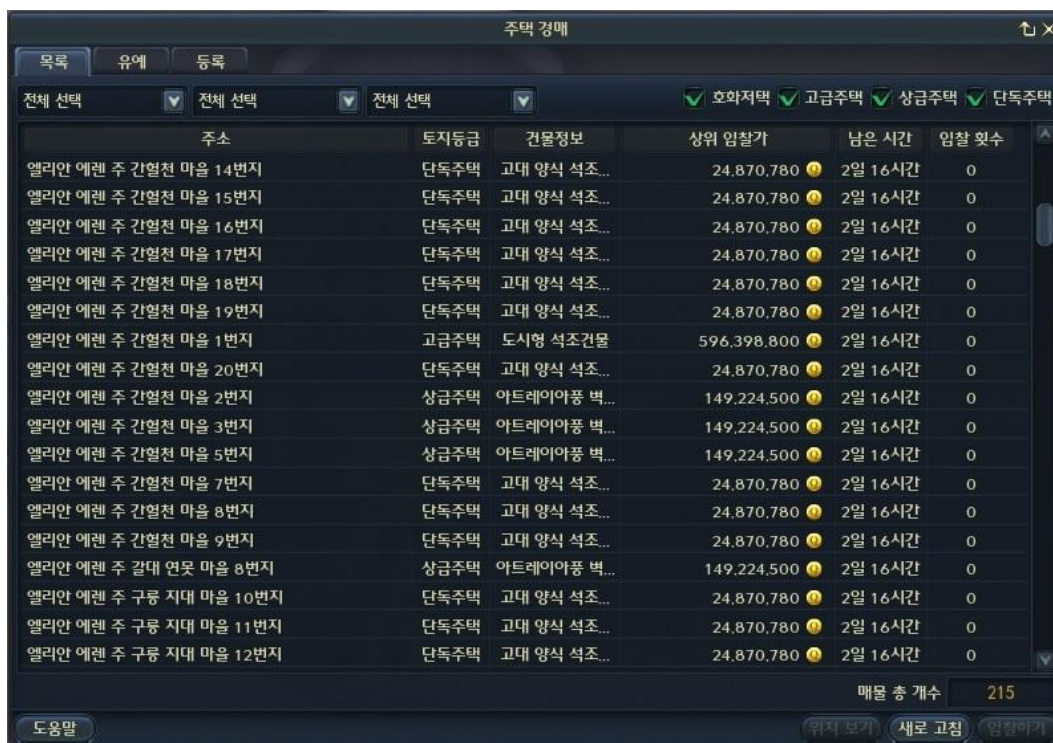 주택 경매
목록 유예 등록
전체 선택 전체 선택 전체 선택 호화저택 고급주택 상급주택 단독주택
주소 토지등급 건물정보 상위 입찰가 남은 시간 입찰 횟수
엘리안 에렌 주 간헐천 마을 14번지 단독주택 고대 양식 석조... 24,870,780 2일 16시간 0
엘리안 에렌 주 간헐천 마을 15번지 단독주택 고대 양식 석조... 24,870,780 2일 16시간 0
엘리안 에렌 주 간헐천 마을 16번지 단독주택 고대 양식 석조... 24,870,780 2일 16시간 0
엘리안 에렌 주 간헐천 마을 17번지 단독주택 고대 양식 석조... 24,870,780 2일 16시간 0
엘리안 에렌 주 간헐천 마을 18번지 단독주택 고대 양식 석조... 24,870,780 2일 16시간 0
엘리안 에렌 주 간헐천 마을 19번지 단독주택 고대 양식 석조... 24,870,780 2일 16시간 0
엘리안 에렌 주 간헐천 마을 1번지 고급주택 도시형 석조건물 596,398,800 2일 16시간 0
엘리안 에렌 주 간헐천 마을 20번지 단독주택 고대 양식 석조... 24,870,780 2일 16시간 0
엘리안 에렌 주 간헐천 마을 2번지 상급주택 아트레이아풍 벽... 149,224,500 2일 16시간 0
엘리안 에렌 주 간헐천 마을 3번지 상급주택 아트레이아풍 벽... 149,224,500 2일 16시간 0
엘리안 에렌 주 간헐천 마을 5번지 상급주택 아트레이아풍 벽... 149,224,500 2일 16시간 0
엘리안 에렌 주 간헐천 마을 7번지 단독주택 고대 양식 석조... 24,870,780 2일 16시간 0
엘리안 에렌 주 간헐천 마을 8번지 단독주택 고대 양식 석조... 24,870,780 2일 16시간 0
엘리안 에렌 주 간헐천 마을 9번지 단독주택 고대 양식 석조... 24,870,780 2일 16시간 0
엘리안 에렌 주 갈대 연못 마을 8번지 상급주택 아트레이아풍 벽... 149,224,500 2일 16시간 0
엘리안 에렌 주 구릉 지대 마을 10번지 단독주택 고대 양식 석조... 24,870,780 2일 16시간 0
엘리안 에렌 주 구릉 지대 마을 11번지 단독주택 고대 양식 석조... 24,870,780 2일 16시간 0
엘리안 에렌 주 구릉 지대 마을 12번지 단독주택 고대 양식 석조... 24,870,780 2일 16시간 0
매물 총 개수 215
도움말 위치 보기 새로 고침 입찰하기